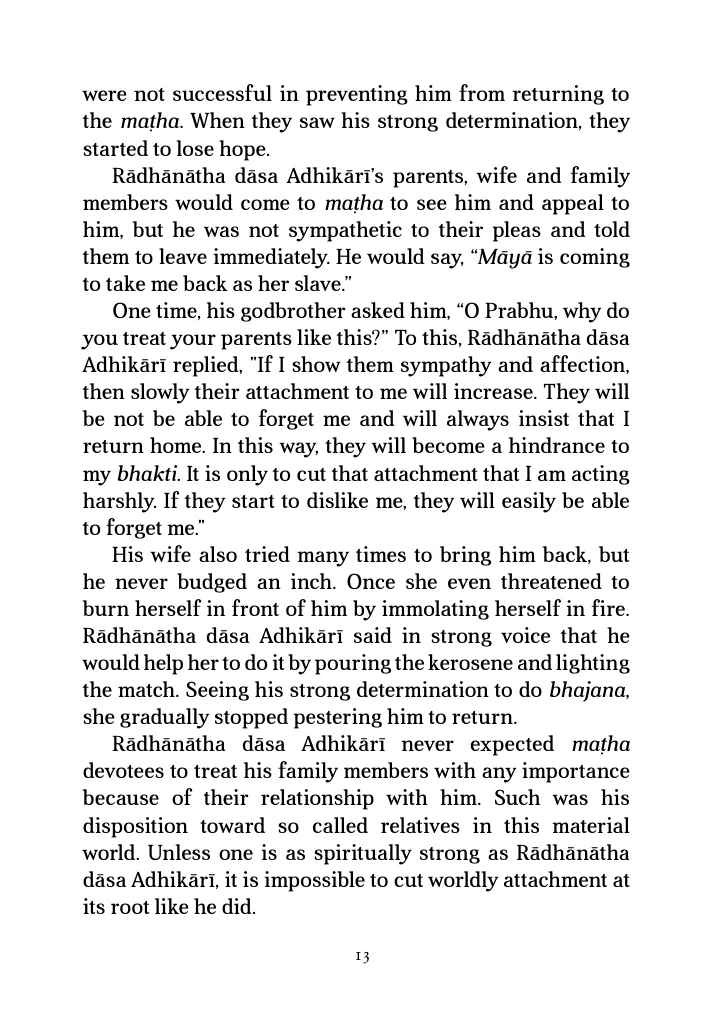 were not successful in preventing him from returning to
the maṭha. When they saw his strong determination, they
started to lose hope.
Rādhānātha dāsa Adhikārī’s parents, wife and family
members would come to maṭha to see him and appeal to
him, but he was not sympathetic to their pleas and told
them to leave immediately. He would say, “Māyā is coming
to take me back as her slave.”
One time, his godbrother asked him, “O Prabhu, why do
you treat your parents like this?” To this, Rādhānātha dāsa
Adhikārī replied, "If I show them sympathy and affection,
then slowly their attachment to me will increase. They will
be not be able to forget me and will always insist that I
return home. In this way, they will become a hindrance to
my bhakti. It is only to cut that attachment that I am acting
harshly. If they start to dislike me, they will easily be able
to forget me."
His wife also tried many times to bring him back, but
he never budged an inch. Once she even threatened to
burn herself in front of him by immolating herself in fire.
Rādhānātha dāsa Adhikārī said in strong voice that he
would help her to do it by pouring the kerosene and lighting
the match. Seeing his strong determination to do bhajana,
she gradually stopped pestering him to return.
Rādhānātha dāsa Adhikārī never expected maṭha
devotees to treat his family members with any importance
because of their relationship with him. Such was his
disposition toward so called relatives in this material
world. Unless one is as spiritually strong as Rādhānātha
dāsa Adhikārī, it is impossible to cut worldly attachment at
its root like he did.
13